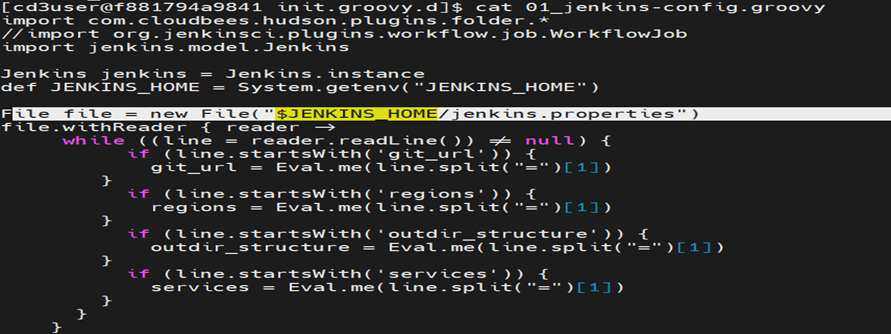 [cd3user@f881794a9841 init.groovy.d]$ cat 01_jenkins-config.groovy
import com.cloudbees.hudson.plugins.folder.*
//import org.jenkinsci.plugins.workflow.job.WorkflowJob
import jenkins.model.Jenkins

Jenkins jenkins = Jenkins.instance
def JENKINS_HOME = System.getenv("JENKINS_HOME")

File file = new File("$JENKINS_HOME/jenkins.properties")
file.withReader { reader ->
     while ((line = reader.readLine()) != null) {
          if (line.startsWith('git_url')) {
            git_url = Eval.me(line.split("=")[1])
        }
          if (line.startsWith('regions')) {
            regions = Eval.me(line.split("=")[1])
        }
          if (line.startsWith('outdir_structure')) {
            outdir_structure = Eval.me(line.split("=")[1])
        }
          if (line.startsWith('services')) {
            services = Eval.me(line.split("=")[1])
        }
      }
    }